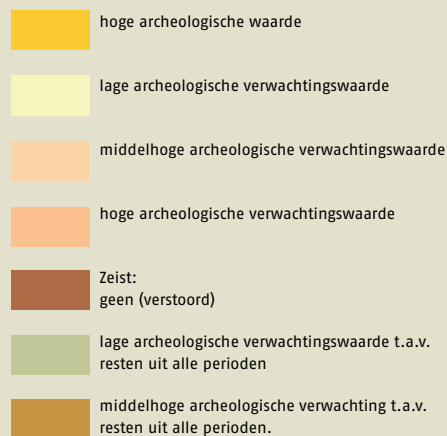 hoge archeologische waarde
lage archeologische verwachtingswaarde
middelhoge archeologische verwachtingswaarde
hoge archeologische verwachtingswaarde
Zeist:
geen (verstoord)
lage archeologische verwachtingswaarde t.a.v.
resten uit alle perioden
middelhoge archeologische verwachting t.a.v.
resten uit alle perioden.